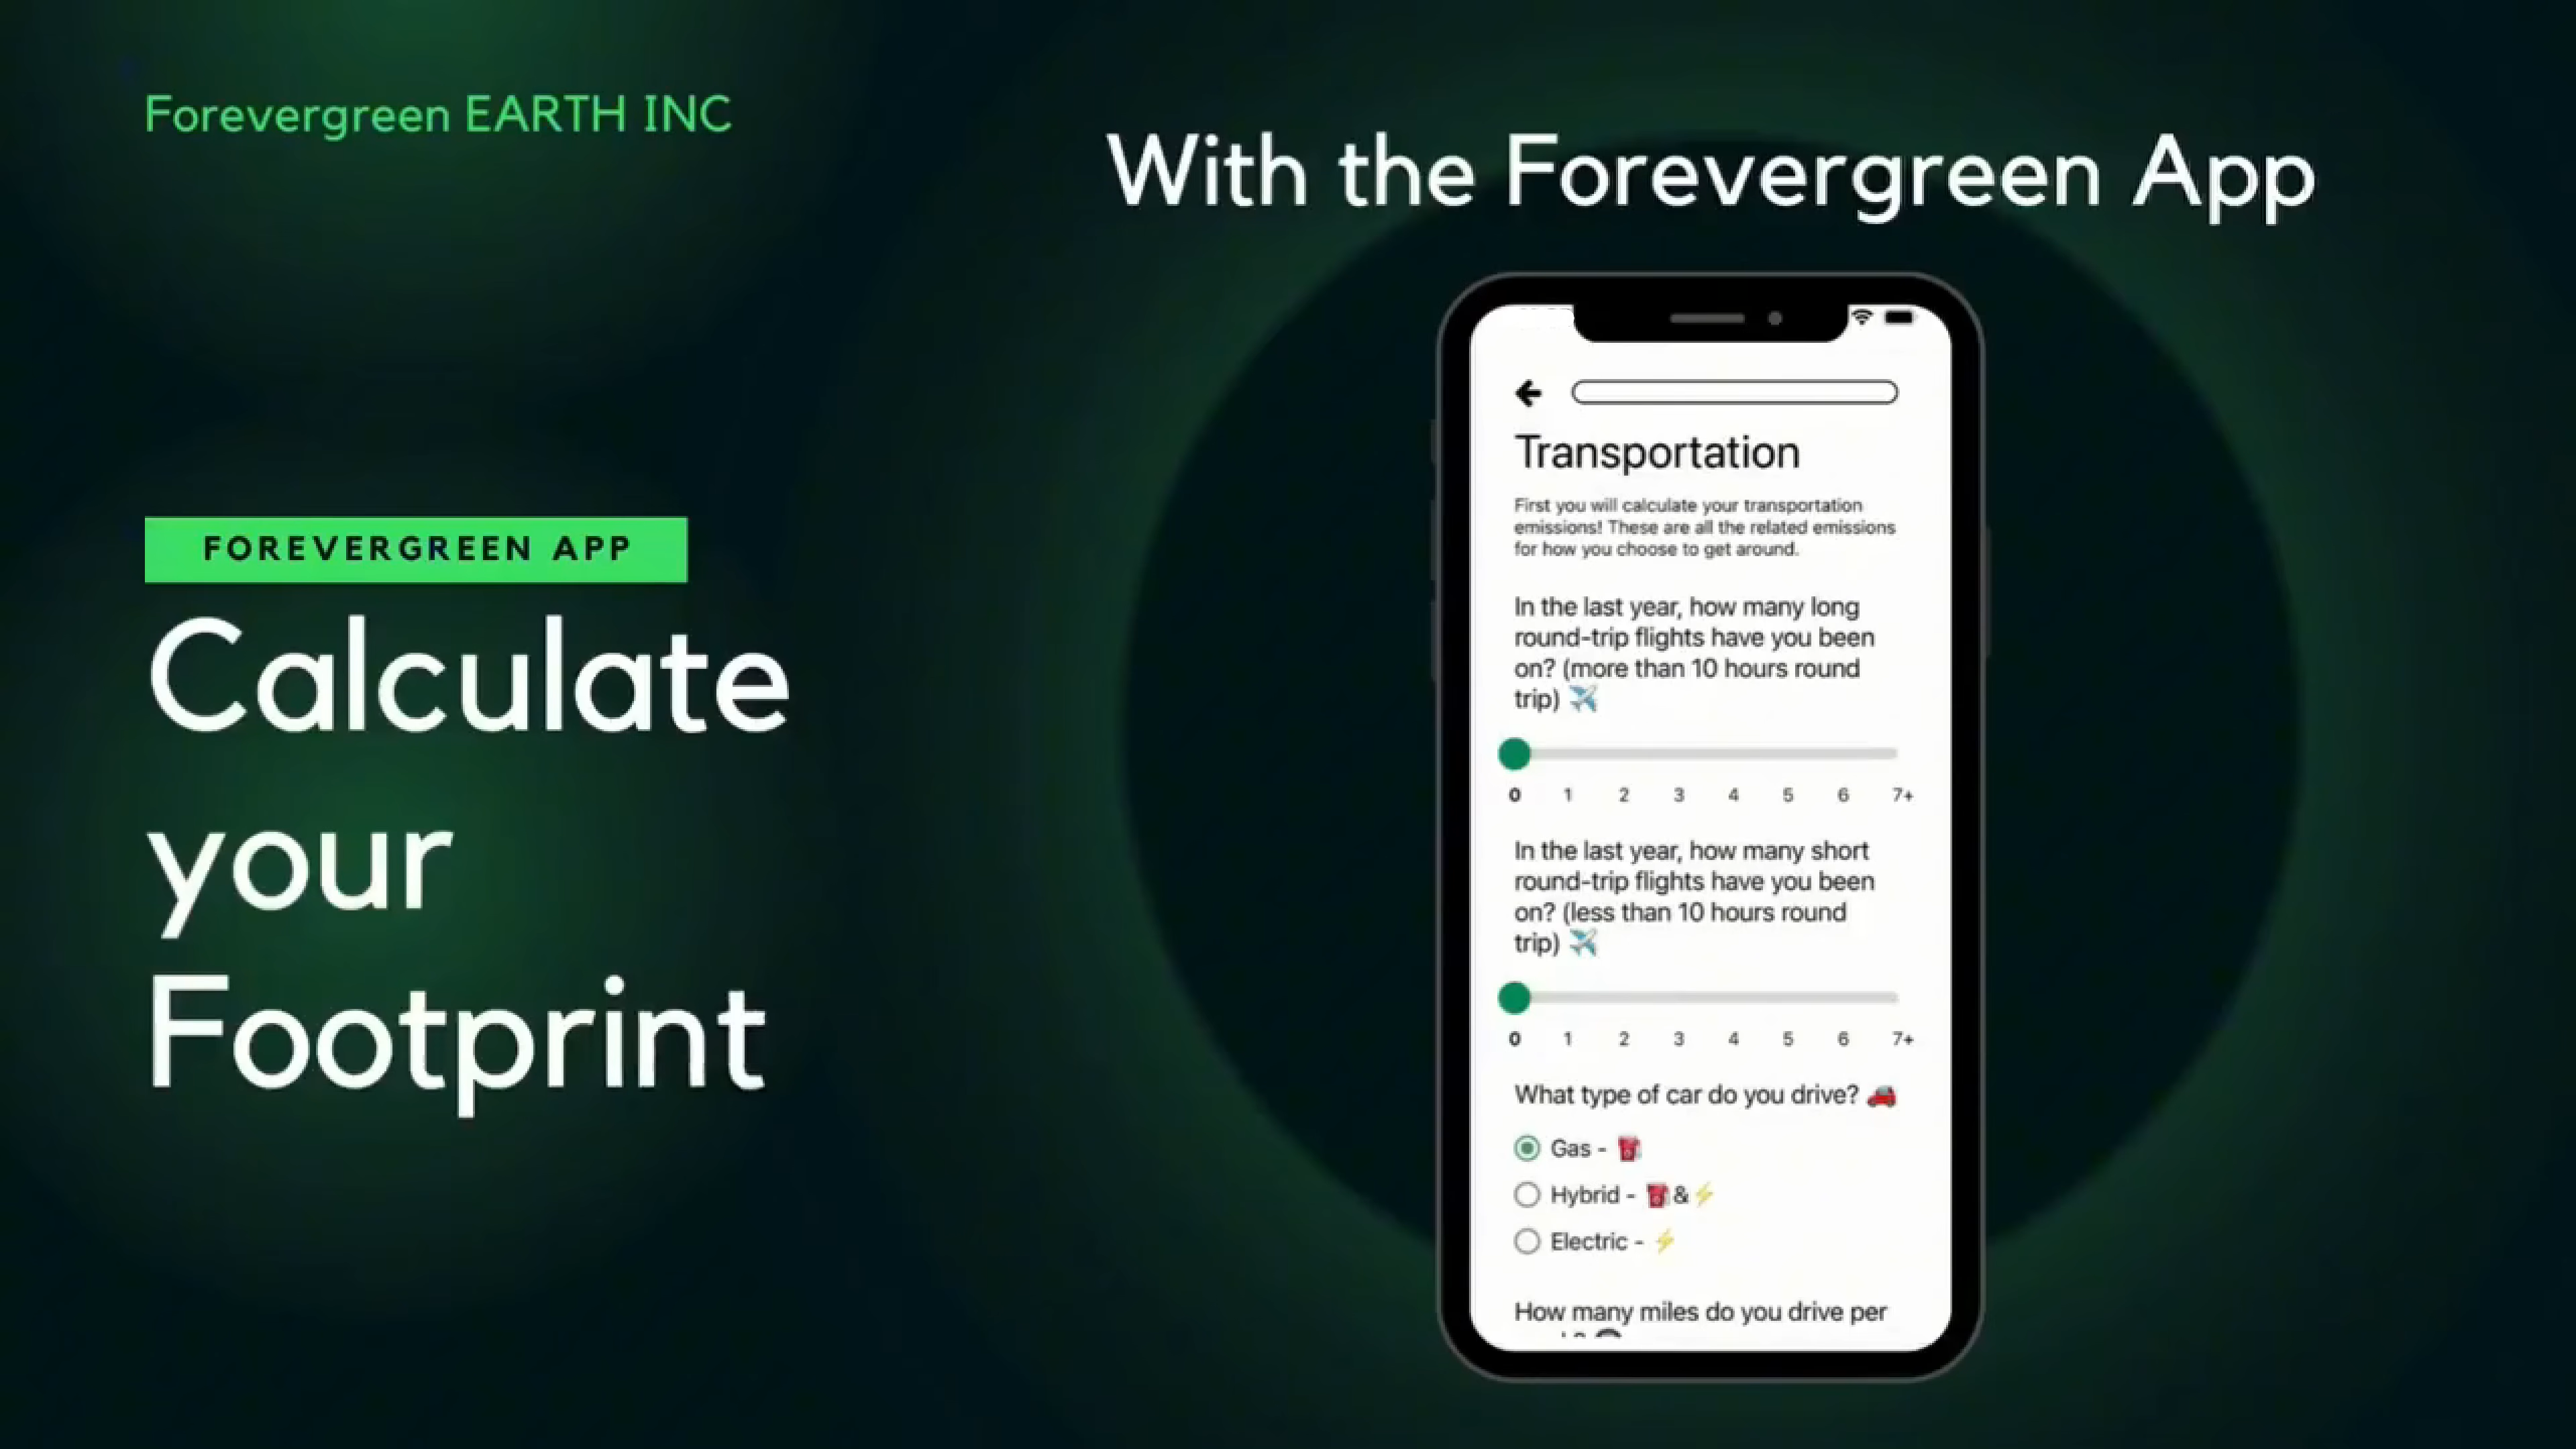 Forevergreen EARTH INC
With the Forevergreen App
FOREVERGREEN APP
Calculate
your
Footprint
Transportation
First you will calculate your transportation
emissions! These are all the related emissions
for how you choose to get around.
In the last year, how many long
round-trip flights have you been
on? (more than 10 hours round
trip) ✈️
0 1 2 3 4 5 6 7+
In the last year, how many short
round-trip flights have you been
on? (less than 10 hours round
trip) ✈️
0 1 2 3 4 5 6 7+
What type of car do you drive? 🚗
Gas - ⛽
Hybrid - ⛽&⚡
Electric - ⚡
How many miles do you drive per